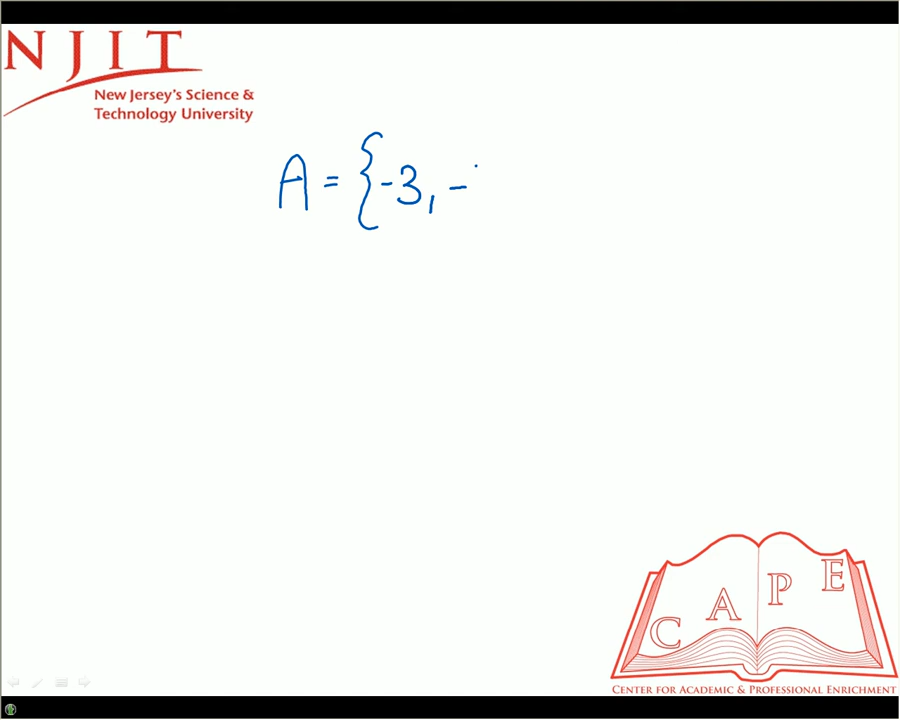 NJIT
New Jersey's Science &
Technology University
A = {-3, -
C A P E
CENTER FOR ACADEMIC & PROFESSIONAL ENRICHMENT